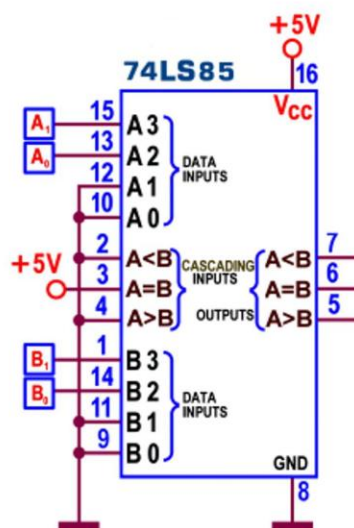 +5V
74LS85
16
VCC
A1
15
A3
A0
13
A2
DATA
INPUTS
12
A1
10
A0
2
A<B
CASCADING
INPUTS
A<B
7
+5V
3
A=B
A=B
6
4
A>B
OUTPUTS
A>B
5
B1
1
B3
B0
14
B2
DATA
INPUTS
11
B1
9
B0
GND
8